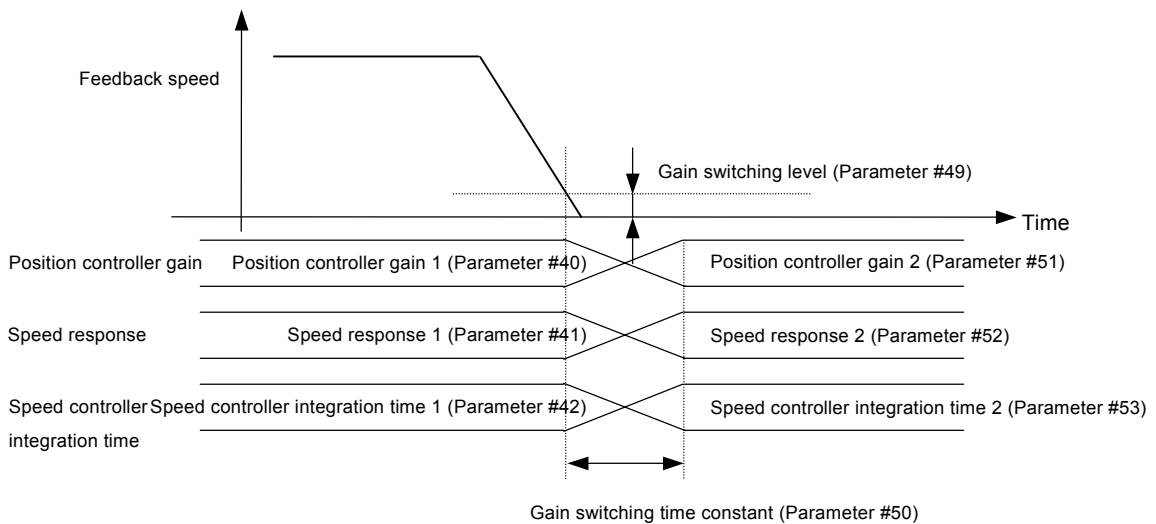 Feedback speed
Gain switching level (Parameter #49)
Time
Position controller gain
Position controller gain 1 (Parameter #40)
Position controller gain 2 (Parameter #51)
Speed response
Speed response 1 (Parameter #41)
Speed response 2 (Parameter #52)
Speed controller
integration time
Speed controller integration time 1 (Parameter #42)
Speed controller integration time 2 (Parameter #53)
Gain switching time constant (Parameter #50)